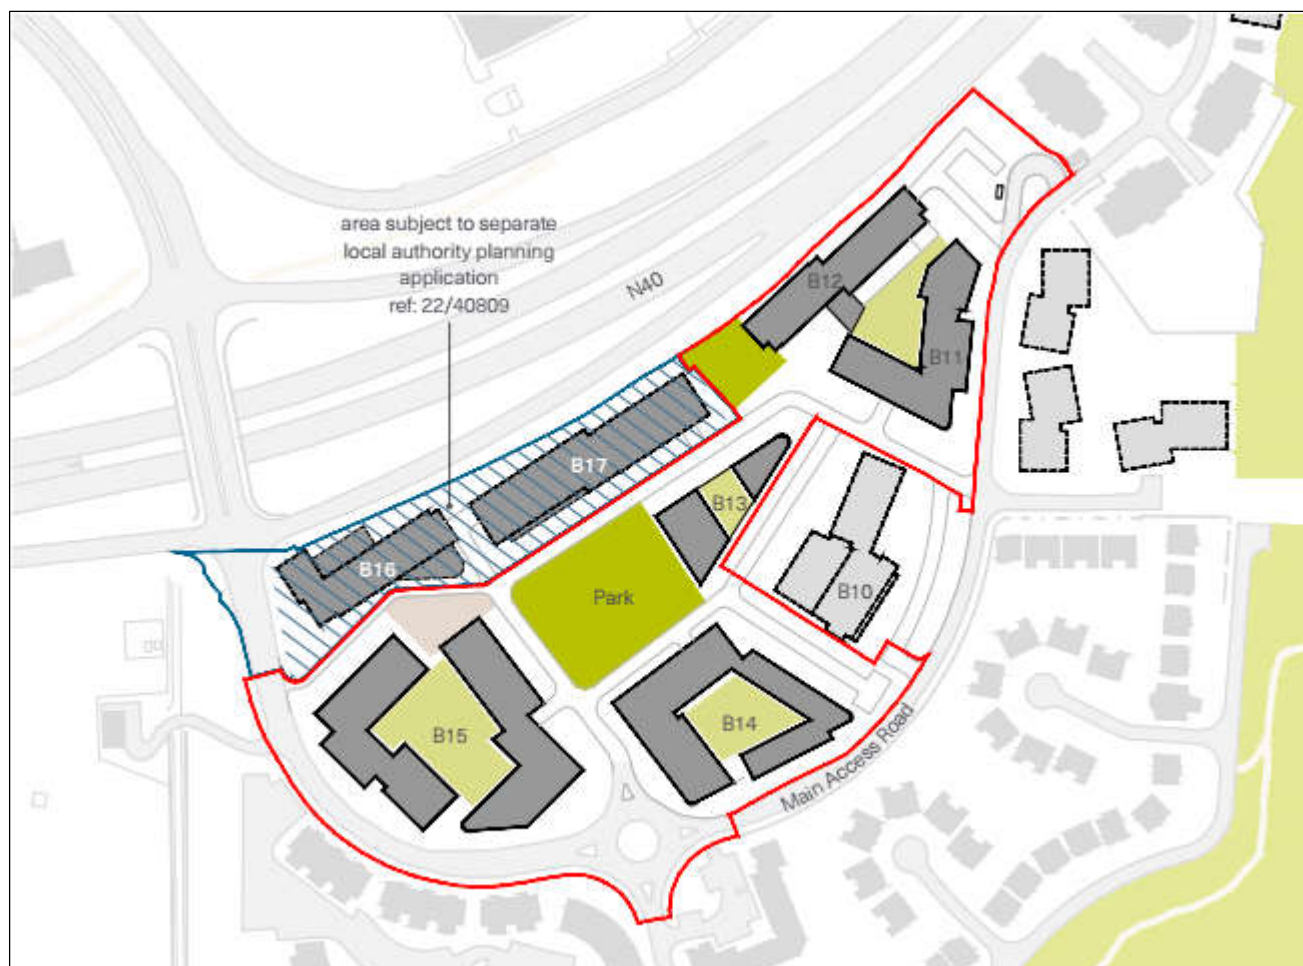 area subject to separate
local authority planning
application
ref: 22/40809
N40
B12
B11
B17
B13
B16
Park
B10
B15
B14
Main Access Road